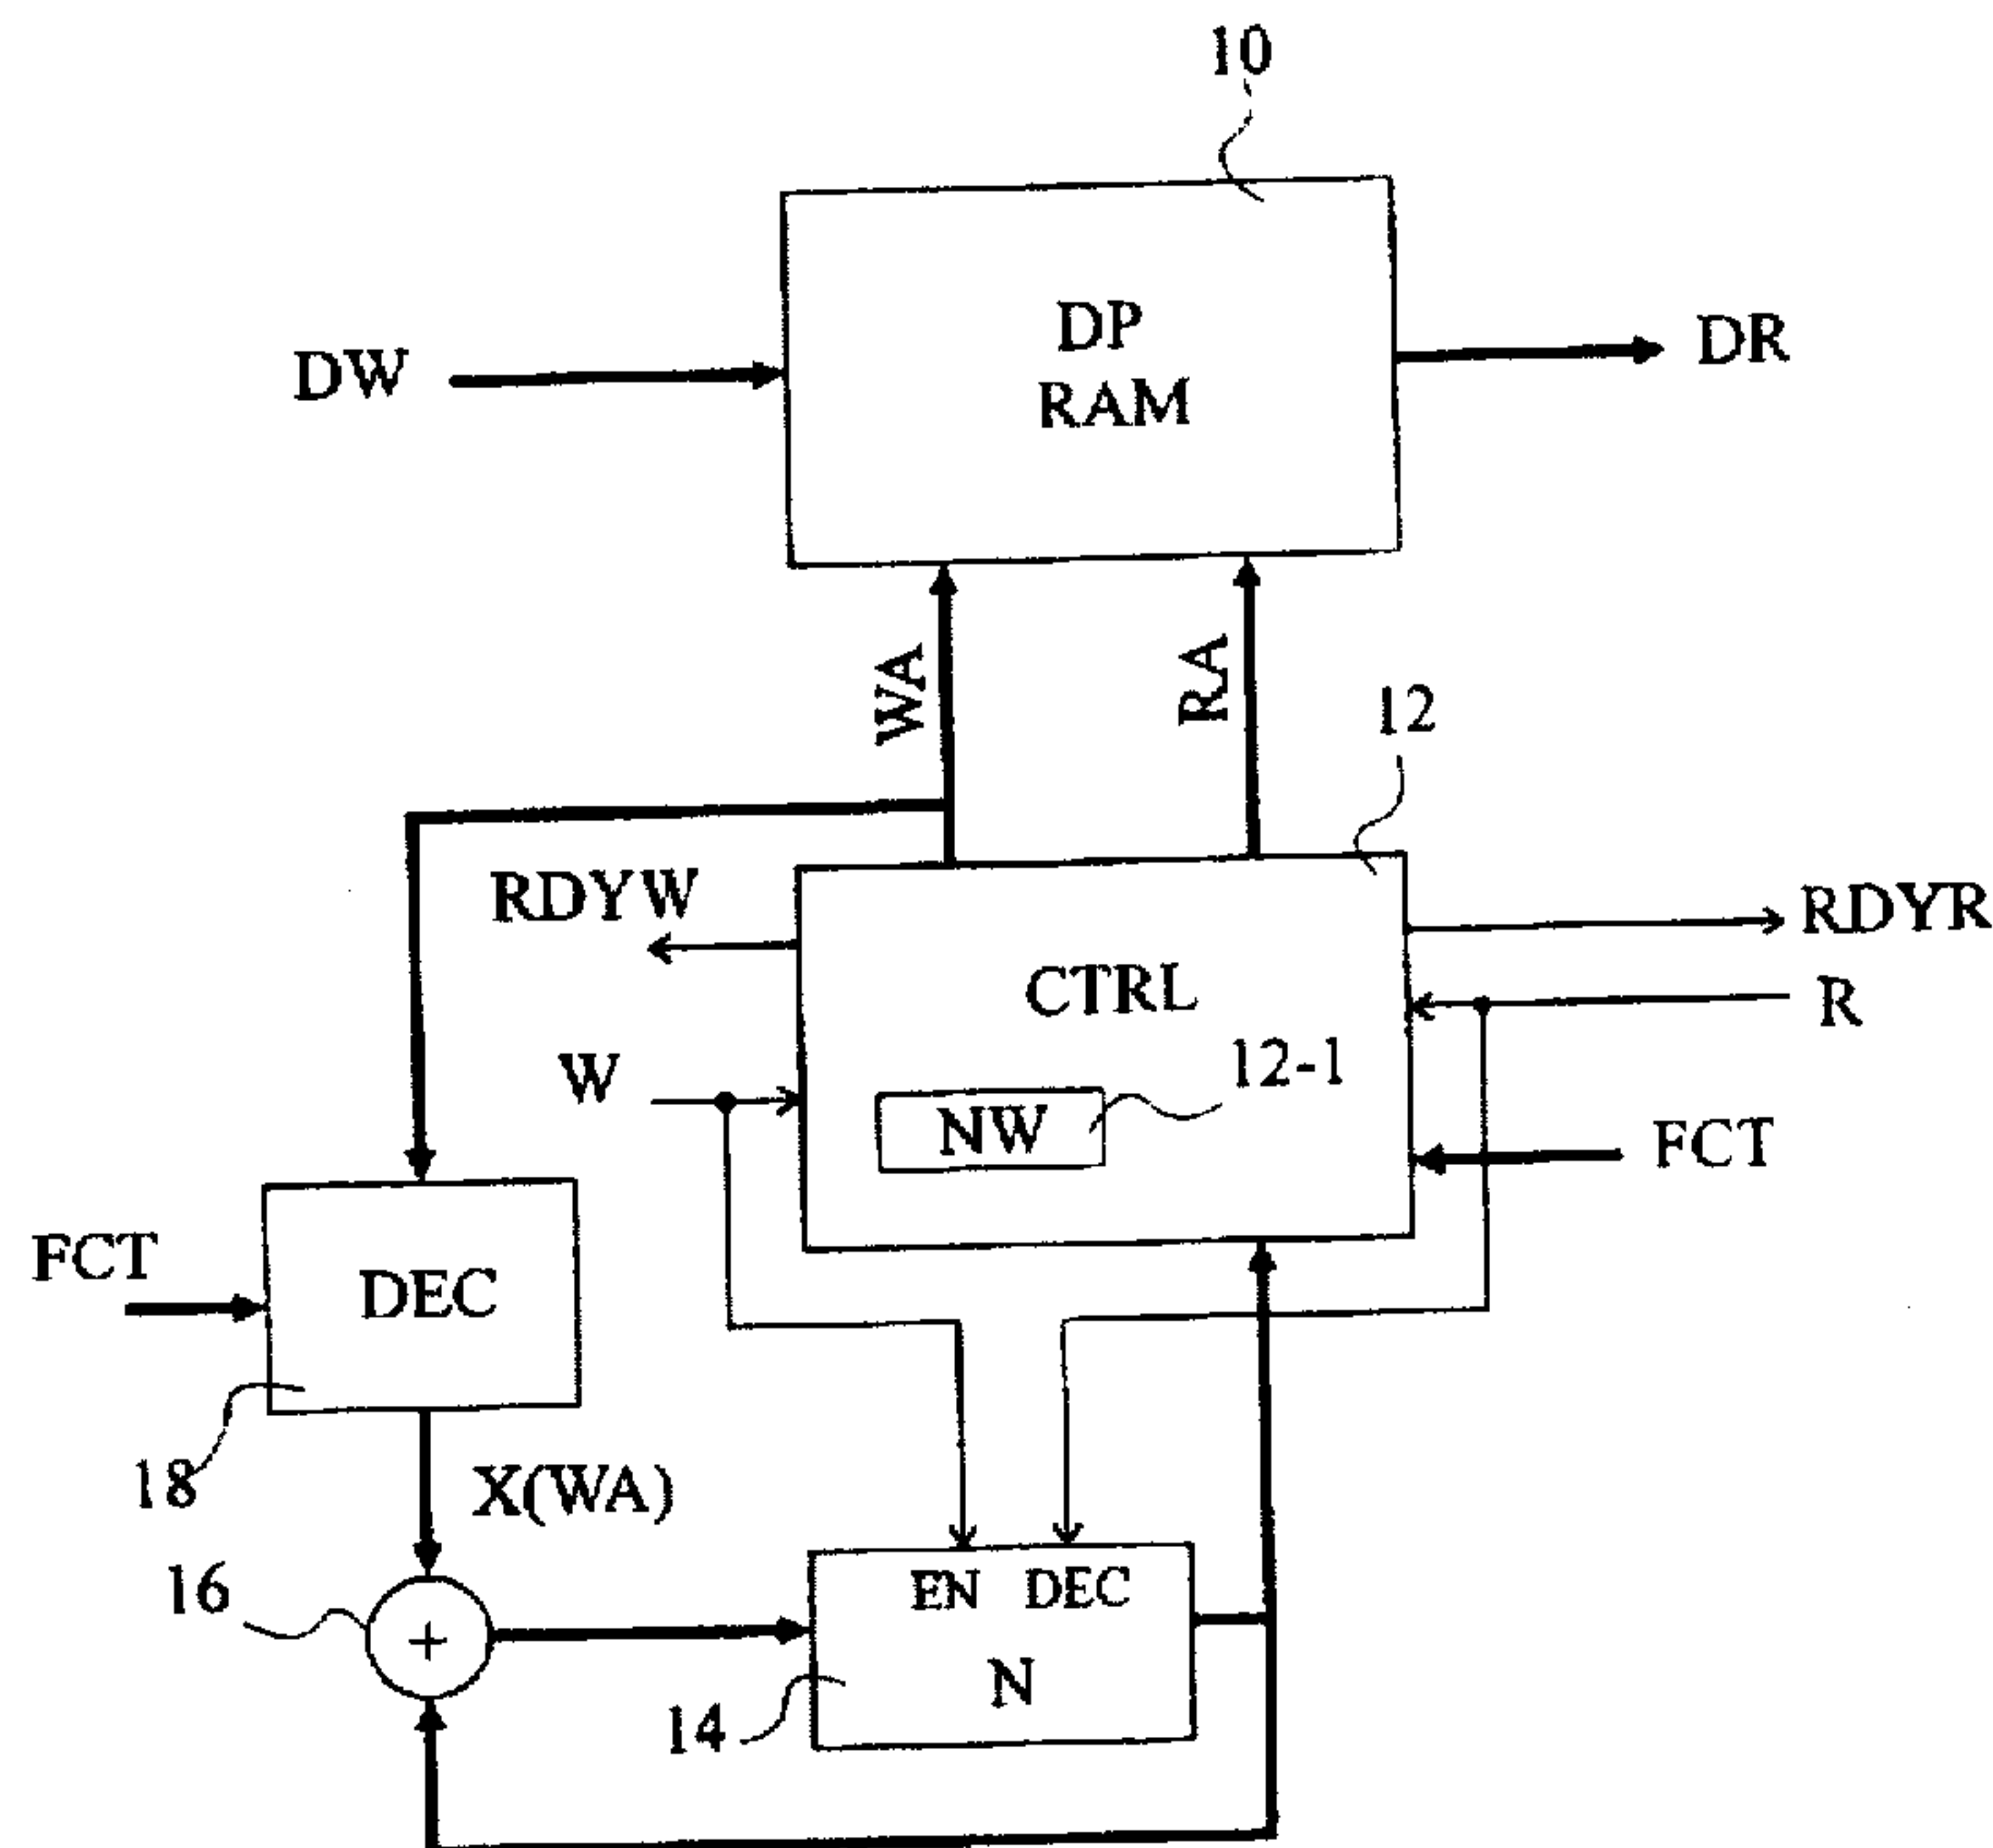 10
DP
RAM
DW
DR
WA
RA
12
RDYW
RDYR
CTRL
R
W
12-1
NW
FCT
FCT
DEC
18
X(WA)
16
EN DEC
N
14
+